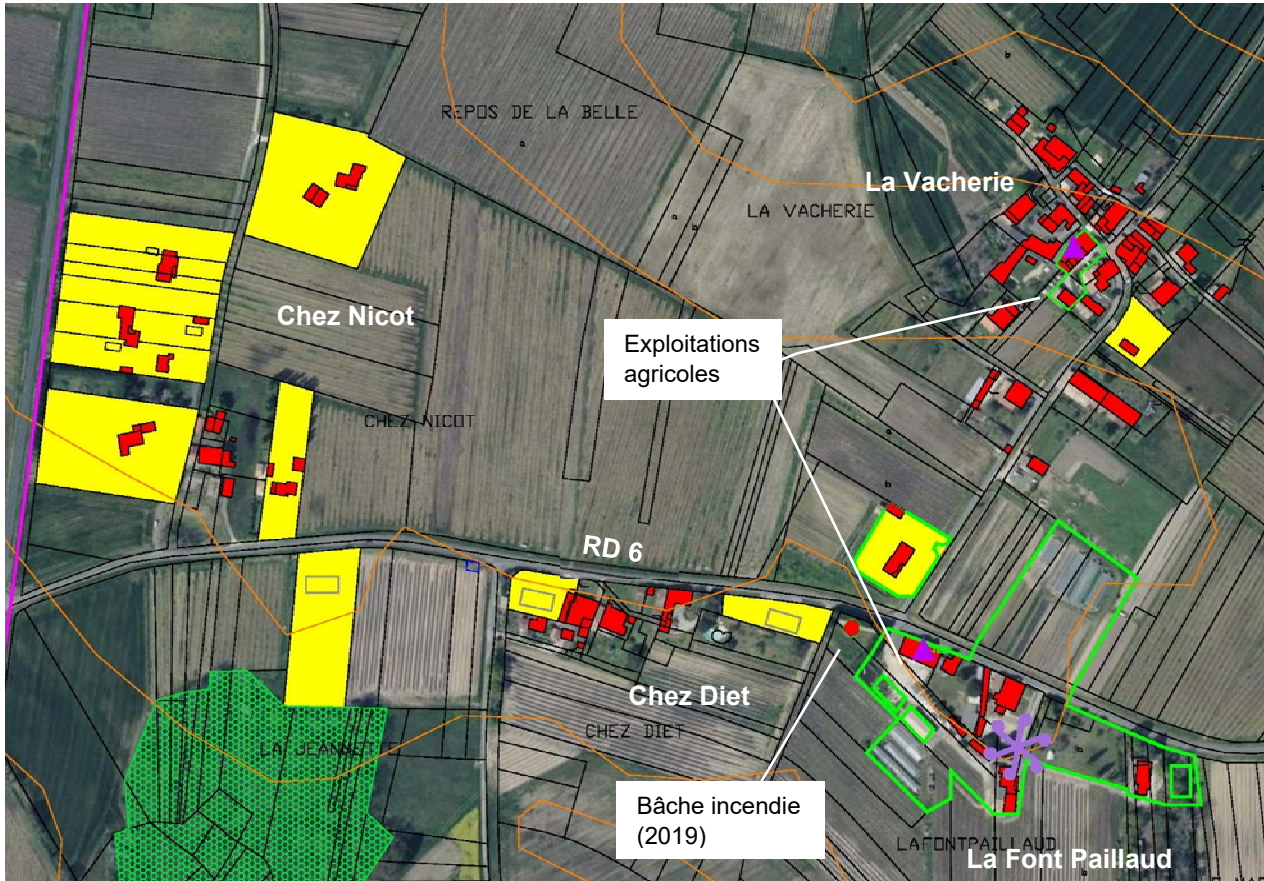 REPOS DE LA BELLE
La Vacherie
LA VACHERIE
Chez Nicot
Exploitations
agricoles
CHEZ NICOT
RD 6
Chez Diet
CHEZ DIET
LA JEANNETTE
Bâche incendie
(2019)
LAFONTPAILLAUD
La Font Paillaud